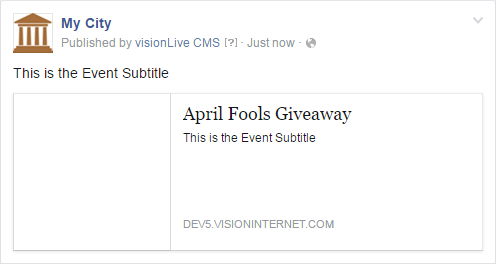 My City
Published by visionLive CMS [?] · Just now ·
This is the Event Subtitle
April Fools Giveaway
This is the Event Subtitle
DEV5.VISIONINTERNET.COM